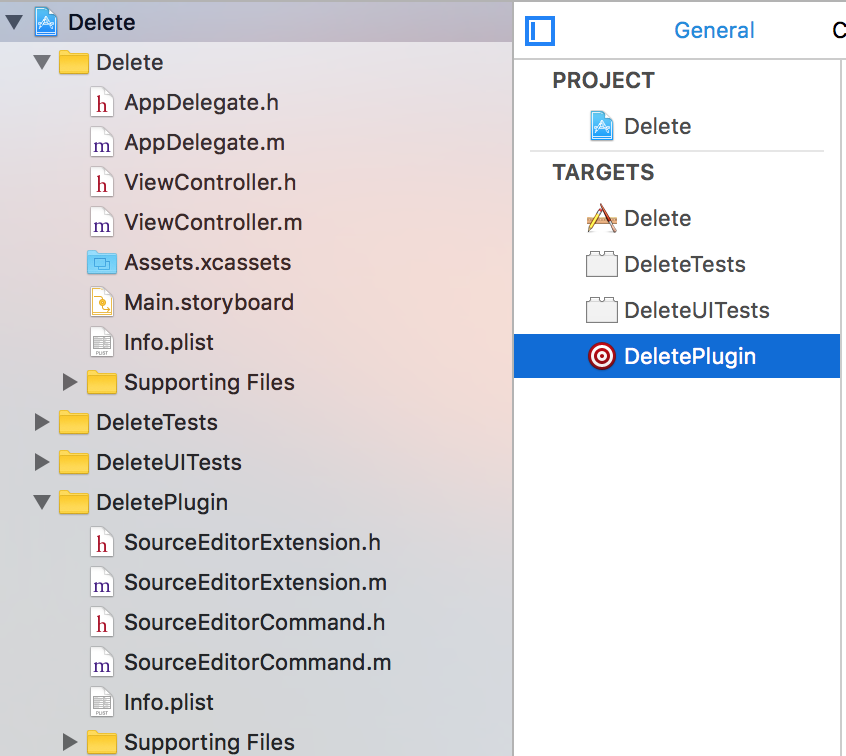 Delete
Delete
AppDelegate.h
AppDelegate.m
ViewController.h
ViewController.m
Assets.xcassets
Main.storyboard
Info.plist
Supporting Files
DeleteTests
DeleteUITests
DeletePlugin
SourceEditorExtension.h
SourceEditorExtension.m
SourceEditorCommand.h
SourceEditorCommand.m
Info.plist
Supporting Files
General
PROJECT
Delete
TARGETS
Delete
DeleteTests
DeleteUITests
DeletePlugin